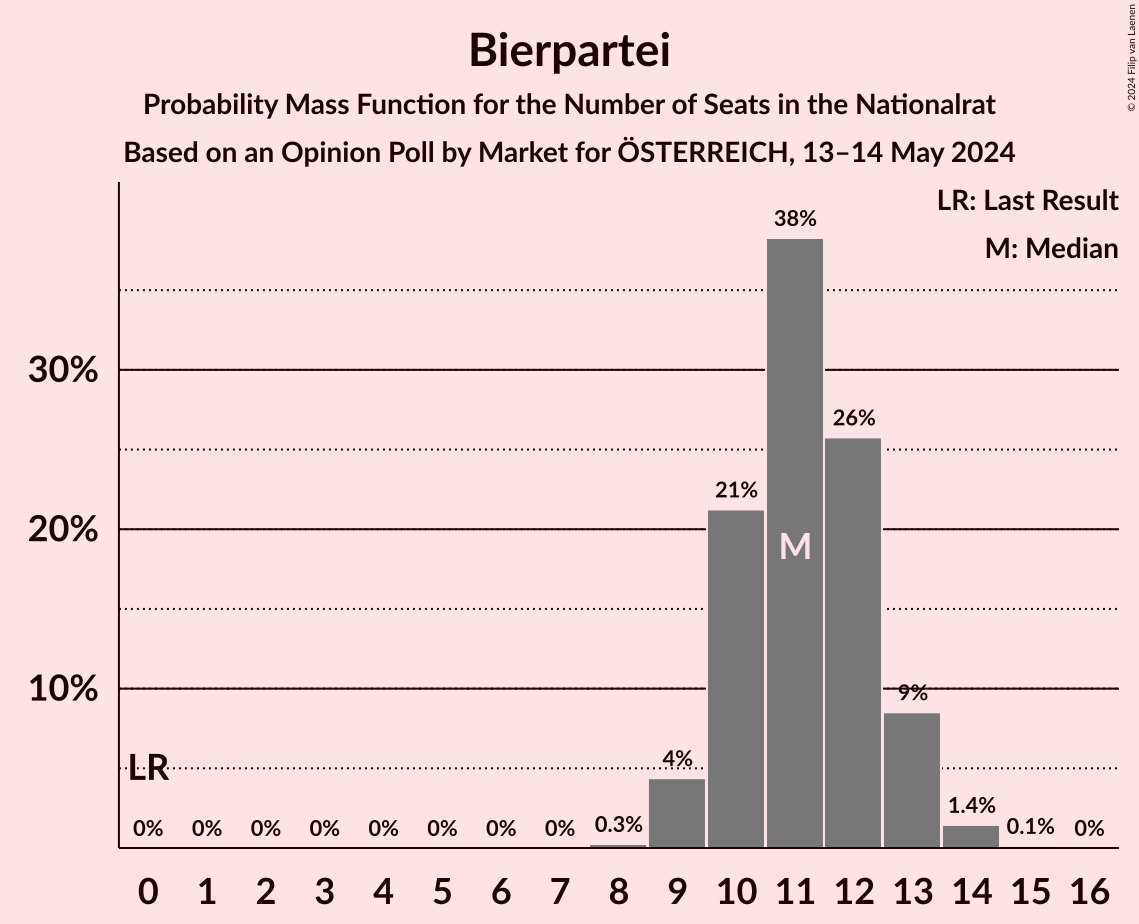 Bierpartei
Probability Mass Function for the Number of Seats in the Nationalrat
Based on an Opinion Poll by Market for ÖSTERREICH, 13–14 May 2024
© 2024 Filip van Laenen
LR: Last Result
M: Median
38%
30%
26%
21%
20%
M
10%
9%
LR
4%
1.4%
0% 0% 0% 0% 0% 0% 0% 0% 0.3% 0.1% 0%
0 1 2 3 4 5 6 7 8 9 10 11 12 13 14 15 16